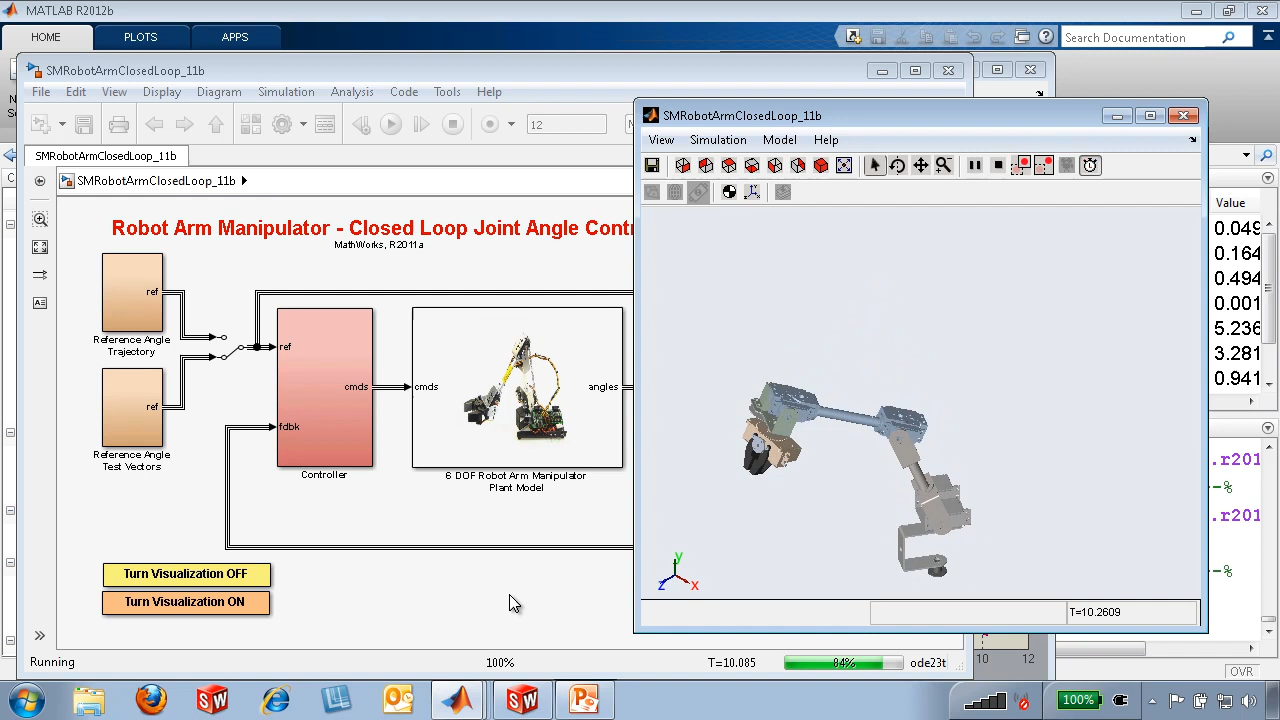 MATLAB R2012b
HOME
PLOTS
APPS
Search Documentation
SMRobotArmClosedLoop_11b
File Edit View Display Diagram Simulation Analysis Code Tools Help
12
SMRobotArmClosedLoop_11b
SMRobotArmClosedLoop_11b
Robot Arm Manipulator - Closed Loop Joint Angle Contr
MathWorks, R2011a
ref
Reference Angle
Trajectory
ref
Reference Angle
Test Vectors
ref
fdbk
cmds
Controller
cmds
angles
6 DOF Robot Arm Manipulator
Plant Model
Turn Visualization OFF
Turn Visualization ON
Running
100%
T=10.085
84%
ode23t
SMRobotArmClosedLoop_11b
View Simulation Model Help
y
z
x
T=10.2609
Value
0.049
0.164
0.494
0.001
5.236
3.281
0.941
.r201
-%
.r201
-%
10 12
OVR
100%